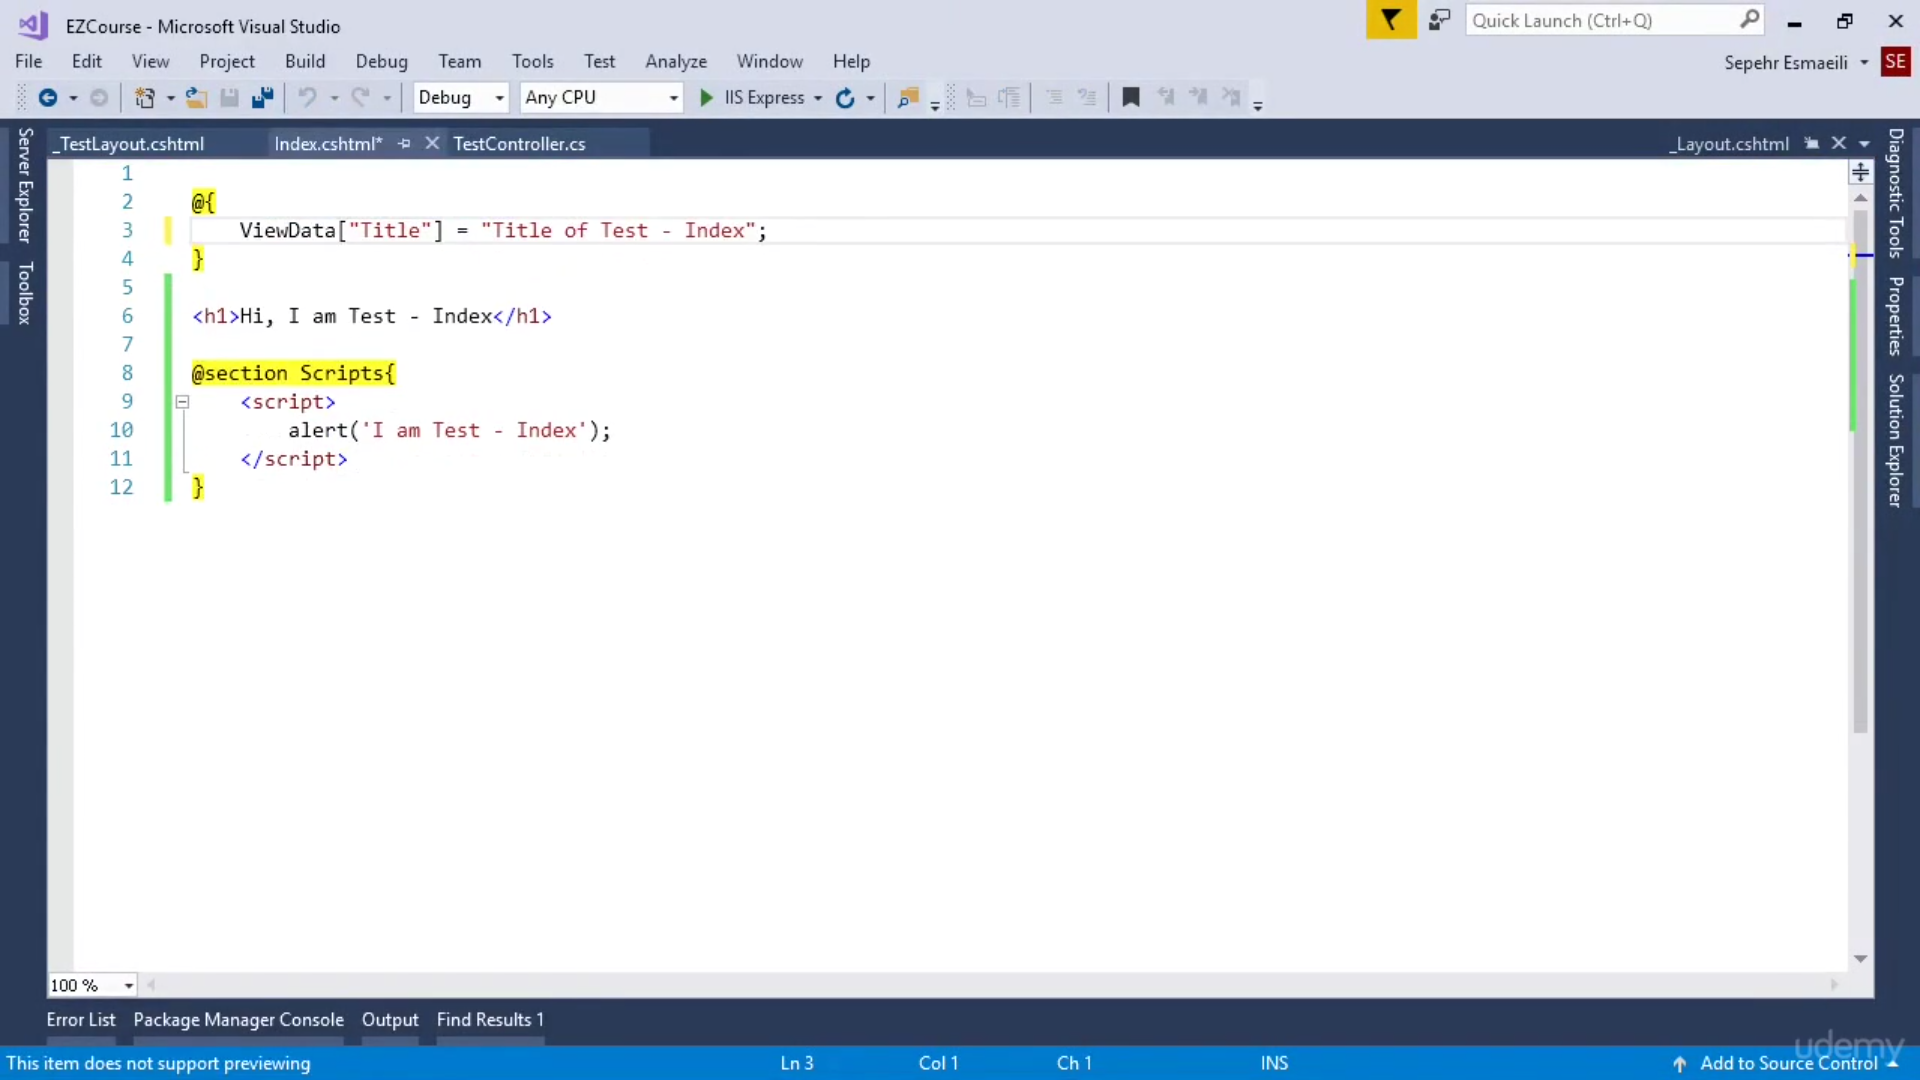 EZCourse - Microsoft Visual Studio
Quick Launch (Ctrl+Q)
File Edit View Project Build Debug Team Tools Test Analyze Window Help
Sepehr Esmaeili SE
Debug Any CPU IIS Express
_TestLayout.cshtml Index.cshtml* TestController.cs _Layout.cshtml
Server Explorer
Toolbox
Diagnostic Tools
Properties
Solution Explorer
1
2 @{
3 ViewData["Title"] = "Title of Test - Index";
4 }
5
6 <h1>Hi, I am Test - Index</h1>
7
8 @section Scripts{
9 <script>
10 alert('I am Test - Index');
11 </script>
12 }
100 %
Error List Package Manager Console Output Find Results 1
udemy
This item does not support previewing Ln 3 Col 1 Ch 1 INS Add to Source Control